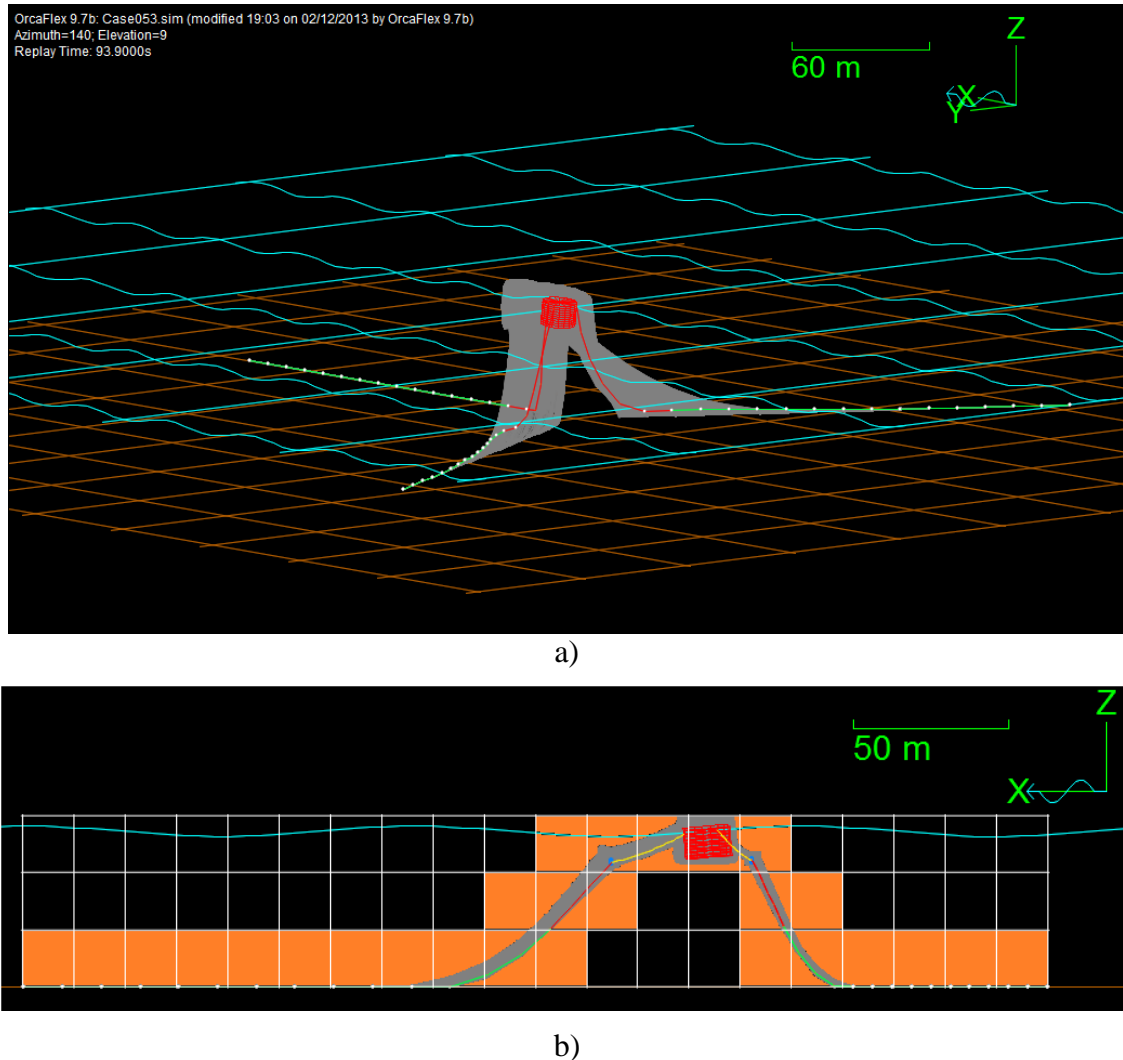 OrcaFlex 9.7b: Case053.sim (modified 19:03 on 02/12/2013 by OrcaFlex 9.7b)
Azimuth=140; Elevation=9
Replay Time: 93.9000s
60 m
Z
X
Y
a)
50 m
Z
X
b)